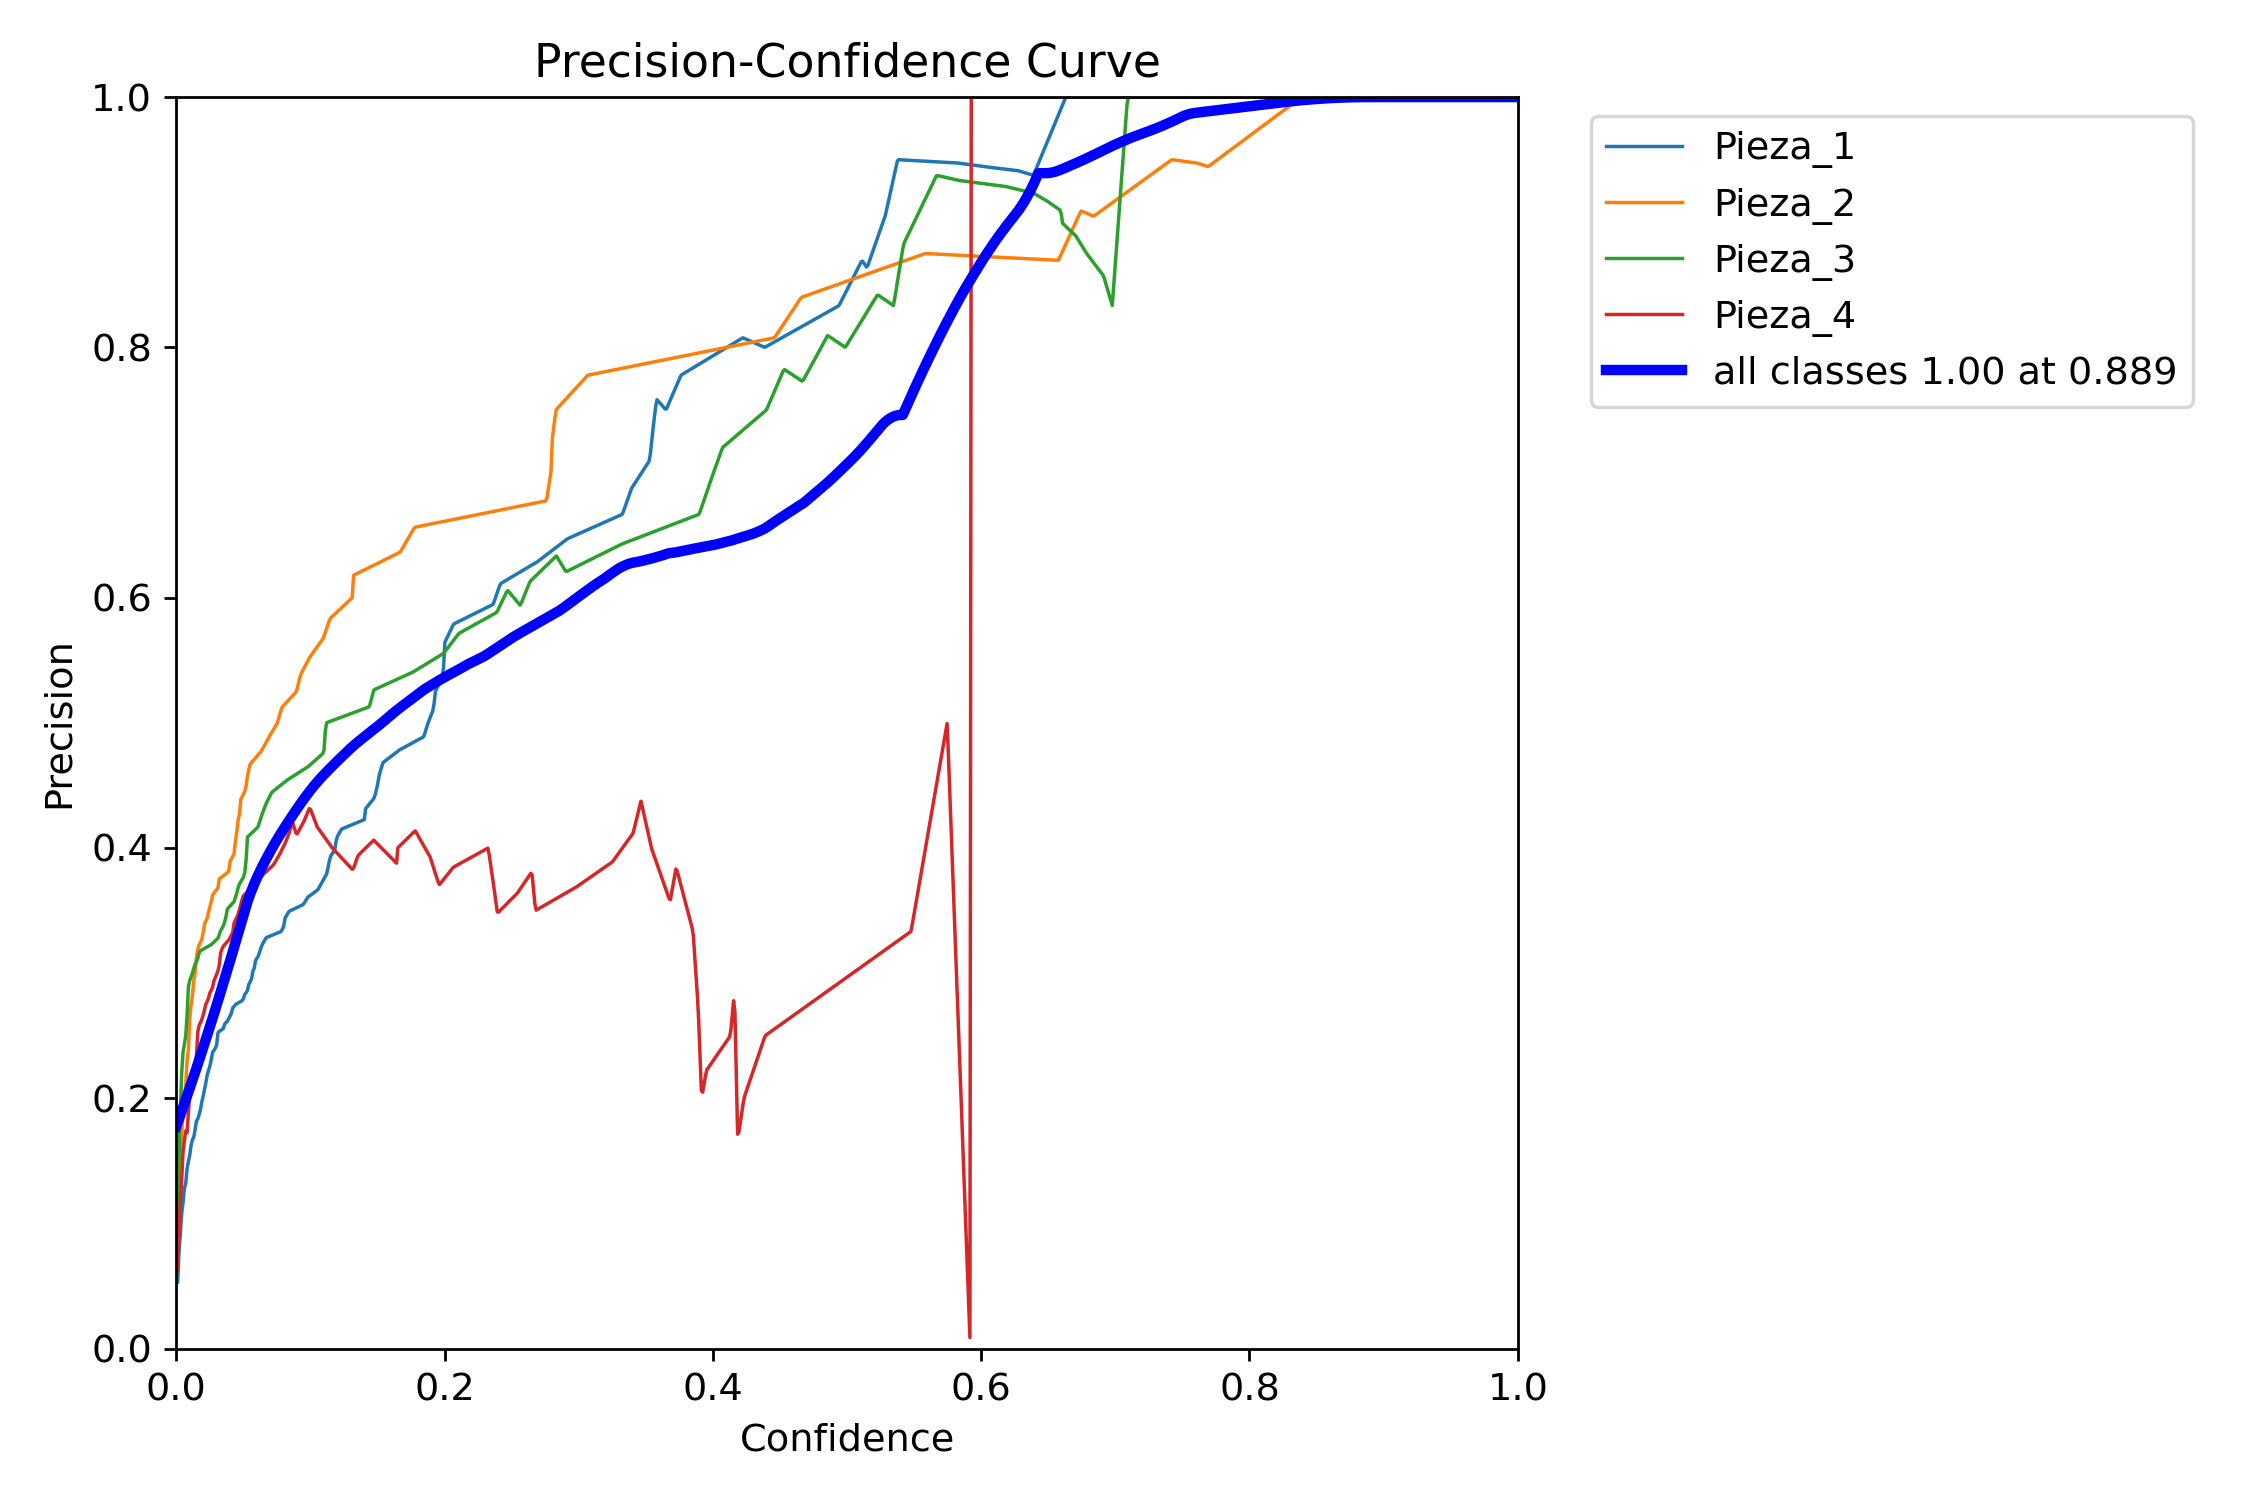 Precision-Confidence Curve
1.0
0.8
0.6
0.4
0.2
0.0
Precision
0.0 0.2 0.4 0.6 0.8 1.0
Confidence
Pieza_1
Pieza_2
Pieza_3
Pieza_4
all classes 1.00 at 0.889